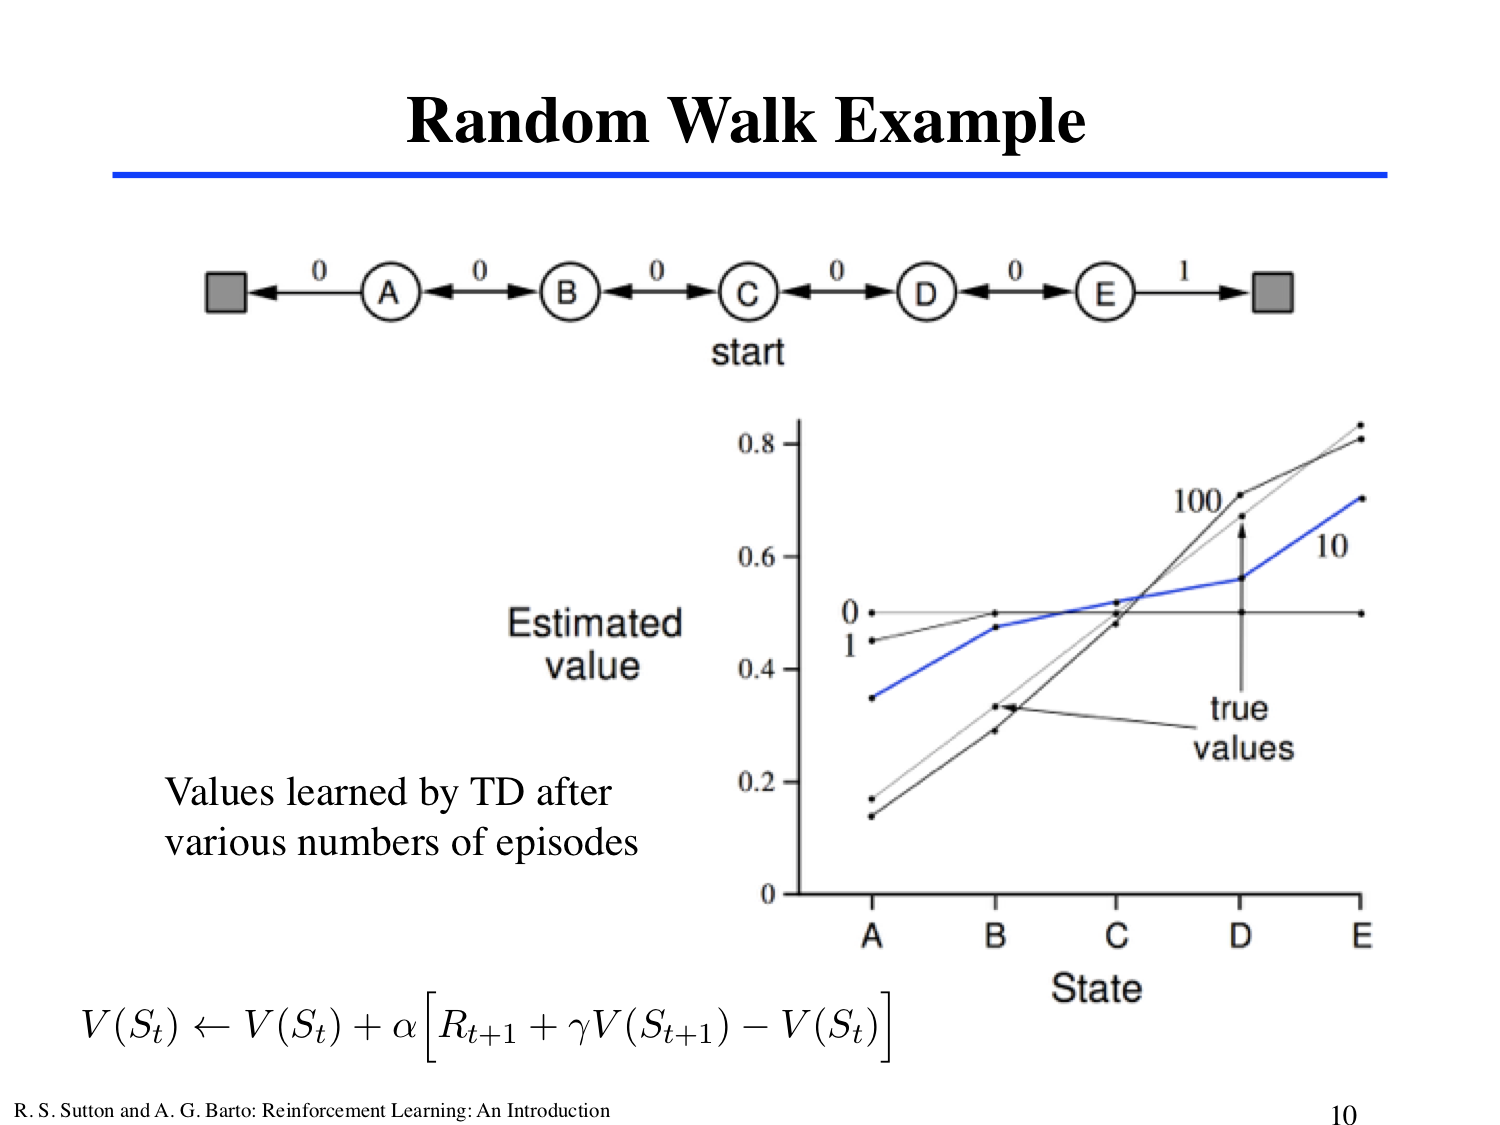 Random Walk Example
0 0 0 0 0 1
A B C D E
start
0.8
0.6
0.4
0.2
0
Estimated
value
100
10
0
1
true
values
A B C D E
State
Values learned by TD after
various numbers of episodes
V(S_t) ← V(S_t) + α[R_{t+1} + γV(S_{t+1}) − V(S_t)]
R. S. Sutton and A. G. Barto: Reinforcement Learning: An Introduction
10